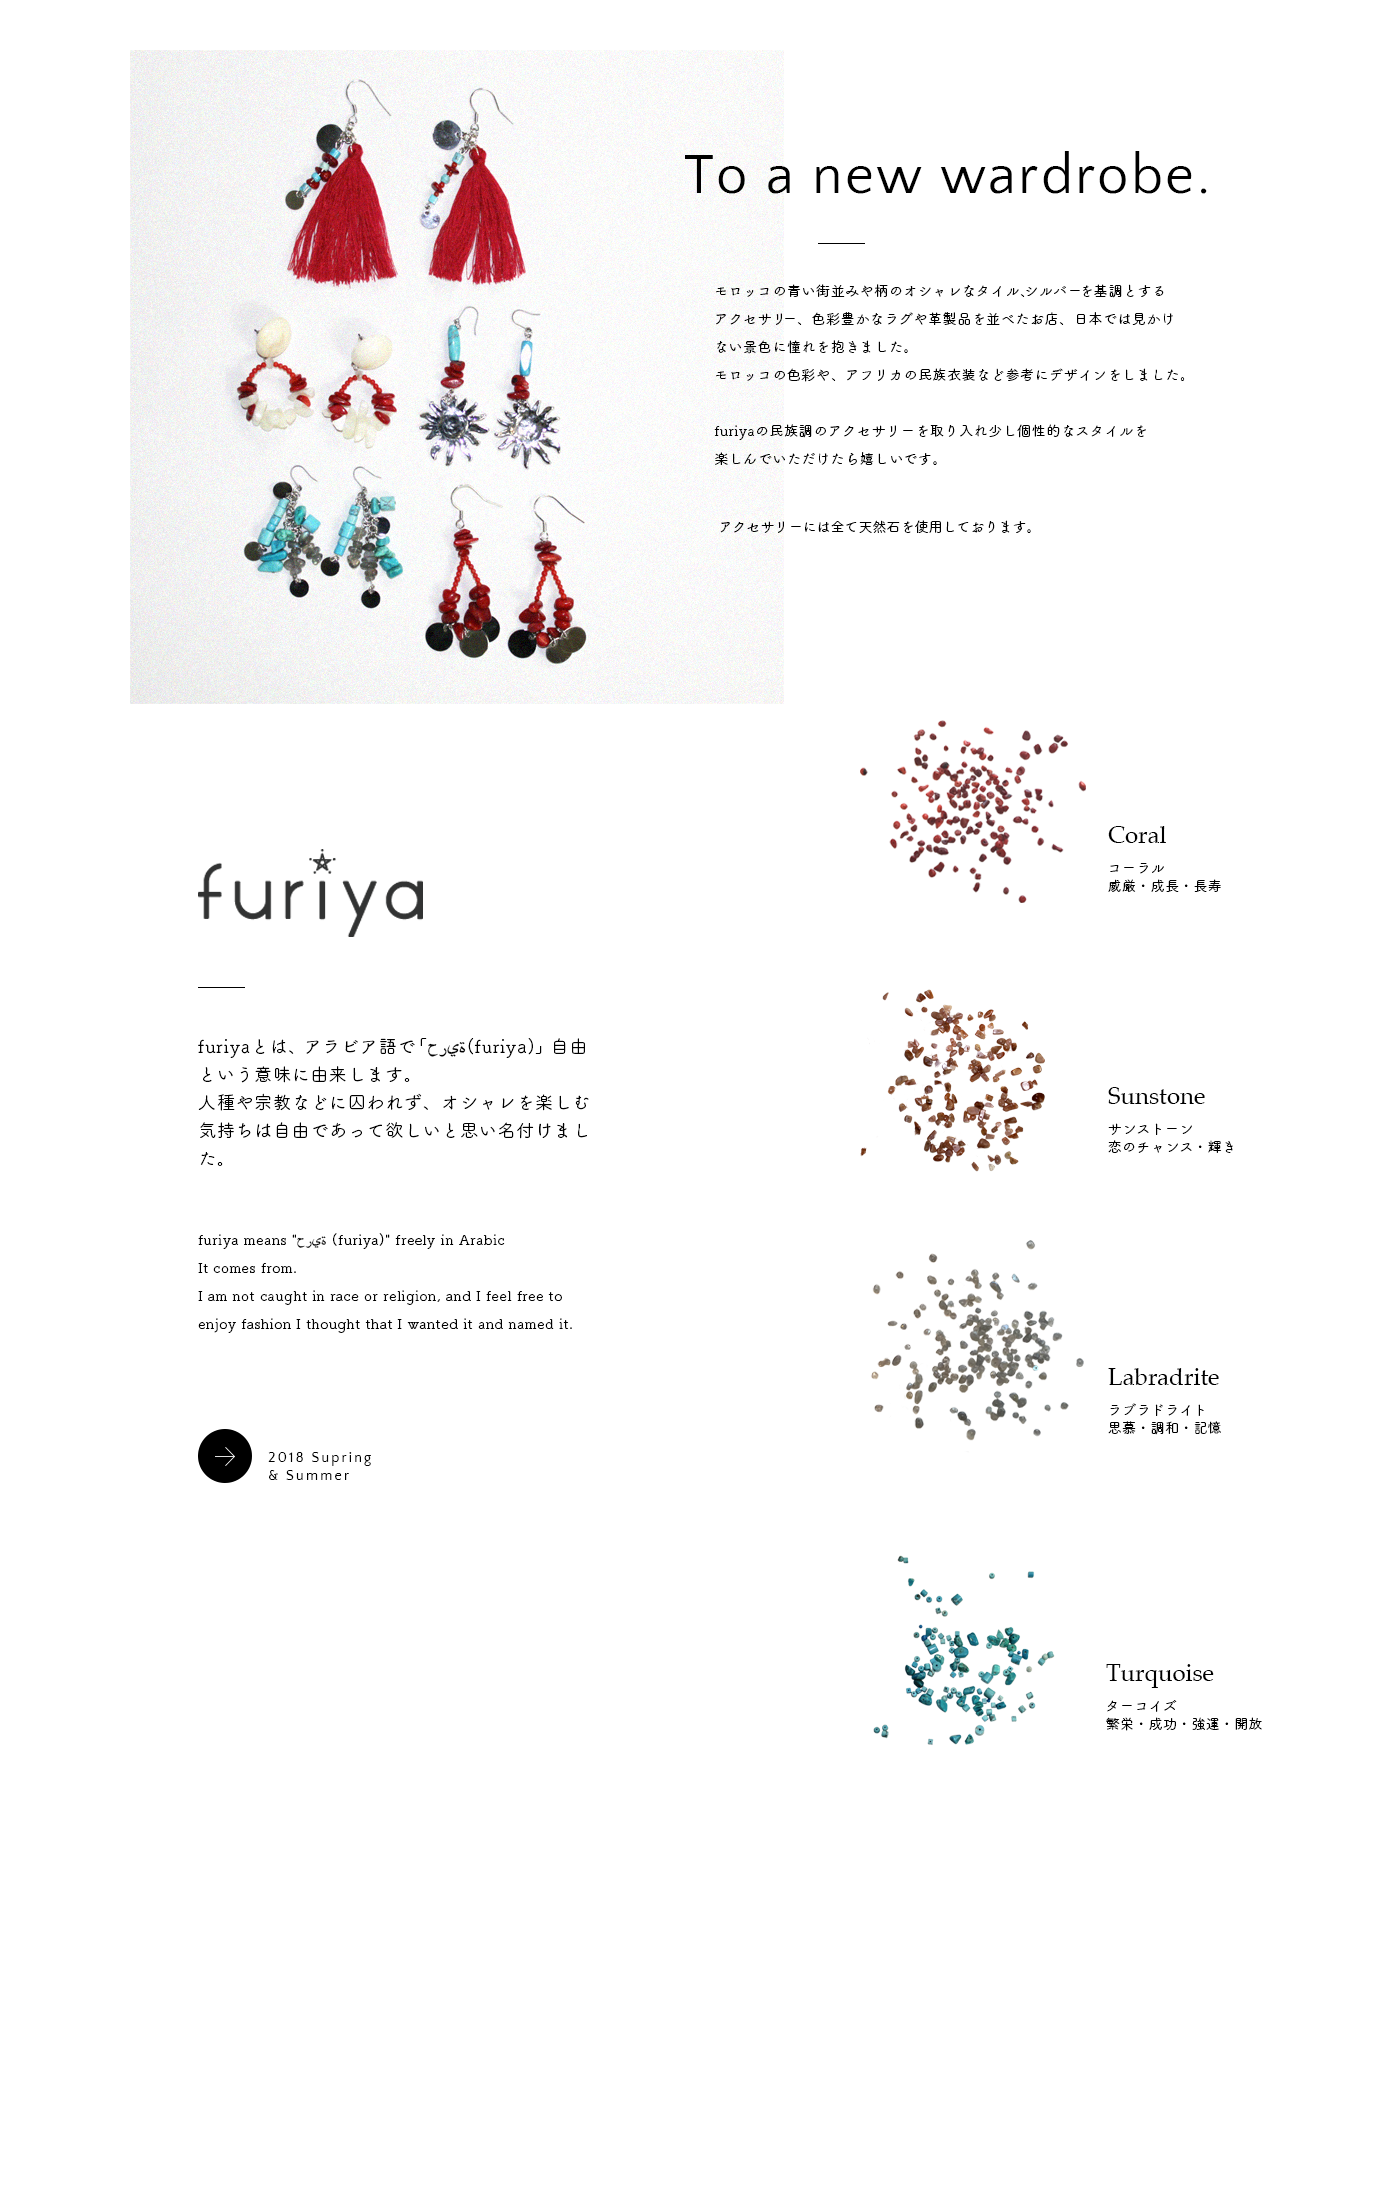 To a new wardrobe.
モロッコの青い街並みや柄のオシャレなタイル、シルバーを基調とする
アクセサリー、色彩豊かなラグや革製品を並べたお店、日本では見かけ
ない景色に憧れを抱きました。
モロッコの色彩や、アフリカの民族衣装など参考にデザインをしました。
furiyaの民族調のアクセサリーを取り入れ少し個性的なスタイルを
楽しんでいただけたら嬉しいです。
アクセサリーには全て天然石を使用しております。
furiya
furiyaとは、アラビア語で「ةيرح(furiya)」自由
という意味に由来します。
人種や宗教などに囚われず、オシャレを楽しむ
気持ちは自由であって欲しいと思い名付けまし
た。
furiya means "ةيرح (furiya)" freely in Arabic
It comes from.
I am not caught in race or religion, and I feel free to
enjoy fashion I thought that I wanted it and named it.
2018 Supring
& Summer
Coral
コーラル
威厳・成長・長寿
Sunstone
サンストーン
恋のチャンス・輝き
Labradrite
ラブラドライト
思慕・調和・記憶
Turquoise
ターコイズ
繁栄・成功・強運・開放